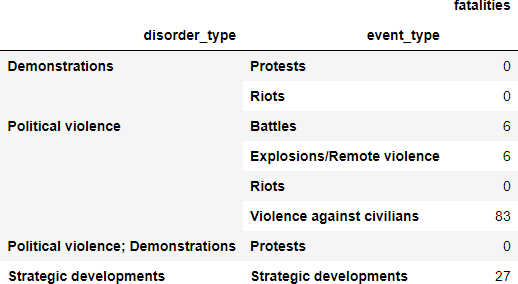 fatalities
disorder_type event_type
Demonstrations Protests 0
Riots 0
Political violence Battles 6
Explosions/Remote violence 6
Riots 0
Violence against civilians 83
Political violence; Demonstrations Protests 0
Strategic developments Strategic developments 27